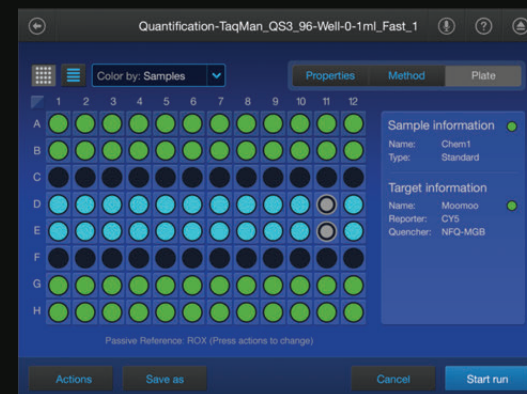 Quantification-TaqMan_QS3_96-Well-0-1ml_Fast_1
Color by: Samples
Properties Method Plate
1 2 3 4 5 6 7 8 9 10 11 12
A
B
C
D
E
F
G
H
Sample information
Name: Chem1
Type: Standard
Target information
Name: Moomoo
Reporter: CY5
Quencher: NFQ-MGB
Passive Reference: ROX (Press actions to change)
Actions Save as Cancel Start run